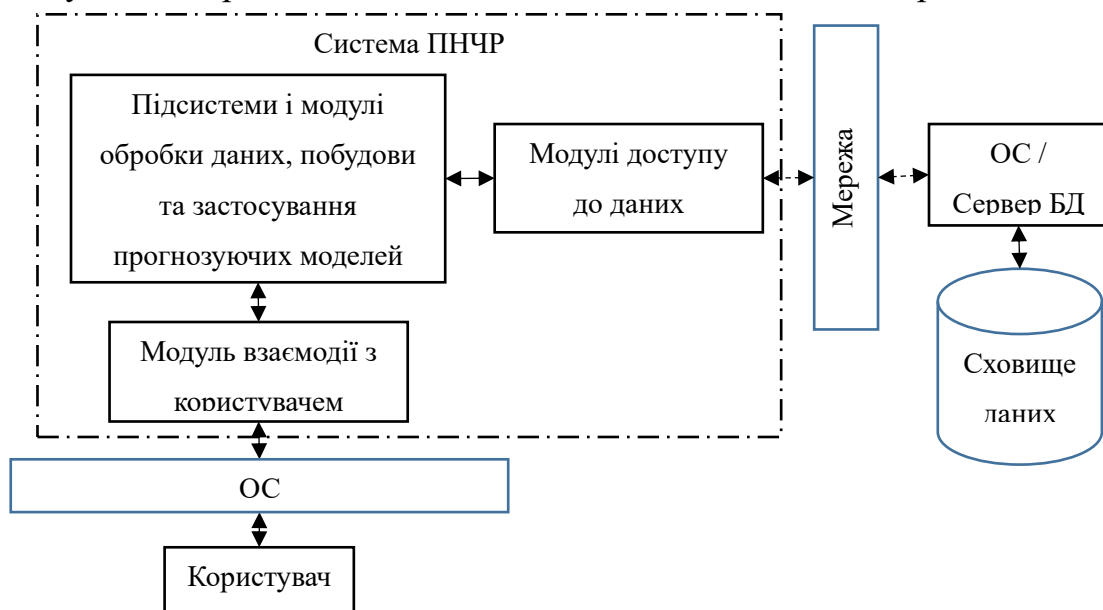 Система ПНЧР
Підсистеми і модулі
обробки даних, побудови
та застосування
прогнозуючих моделей
Модулі доступу
до даних
Мережа
ОС /
Сервер БД
Модуль взаємодії з
користувачем
Сховище
даних
ОС
Користувач